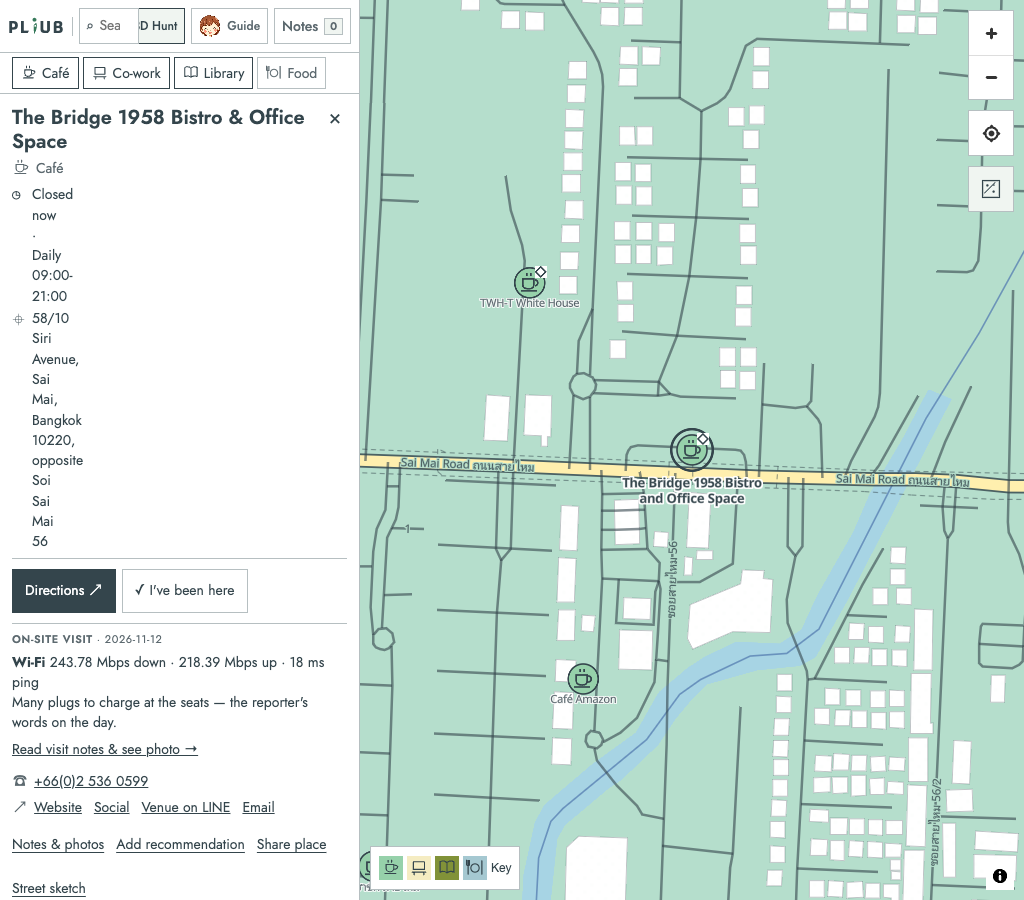 PLUB
Sea
3D Hunt
Guide
Notes 0
Café
Co-work
Library
Food
The Bridge 1958 Bistro & Office
Space
Café
Closed
now
·
Daily
09:00-
21:00
58/10
Siri
Avenue,
Sai
Mai,
Bangkok
10220,
opposite
Soi
Sai
Mai
56
Directions ↗
✓ I've been here
ON-SITE VISIT · 2026-11-12
Wi-Fi 243.78 Mbps down · 218.39 Mbps up · 18 ms
ping
Many plugs to charge at the seats — the reporter's
words on the day.
Read visit notes & see photo →
+66(0)2 536 0599
Website Social Venue on LINE Email
Notes & photos Add recommendation Share place
Street sketch
TWH-T White House
Sai Mai Road ถนนสายไหม
Sai Mai Road ถนนสายไหม
The Bridge 1958 Bistro
and Office Space
1
ซอยสายไหม 56
Café Amazon
ซอยสายไหม 56/2
Key